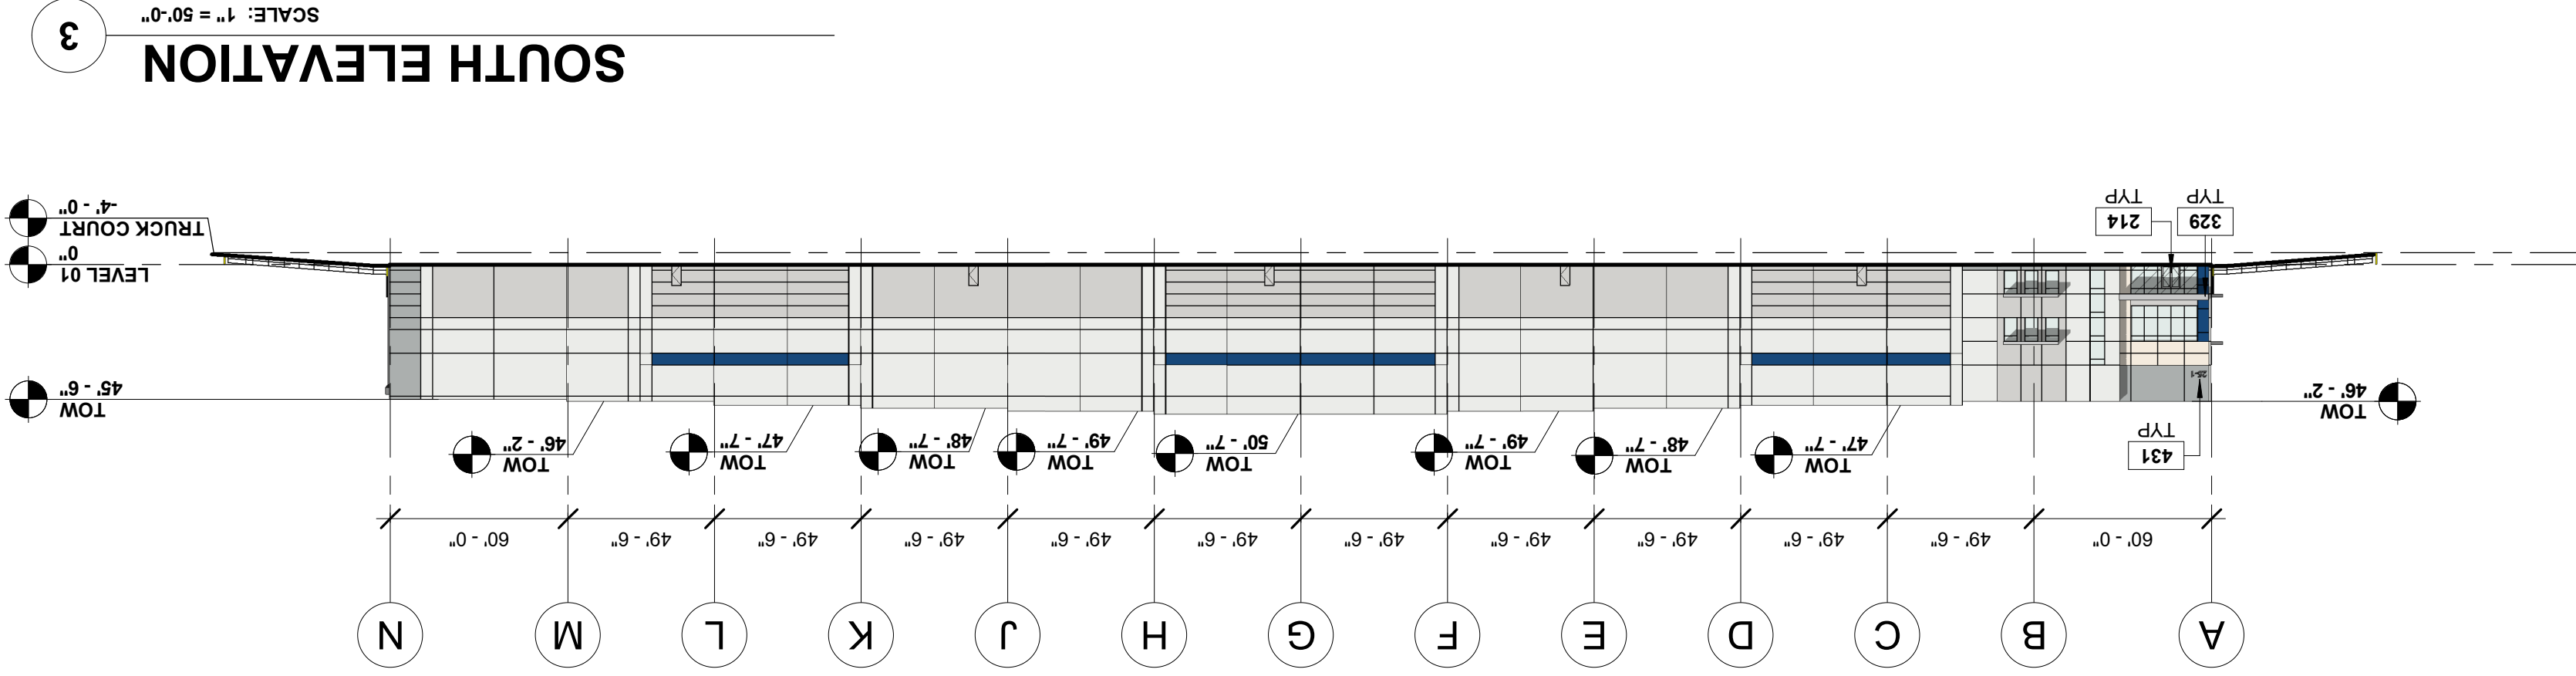 A B C D E F G H J K L M N
60' - 0" 49' - 6" 49' - 6" 49' - 6" 49' - 6" 49' - 6" 49' - 6" 49' - 6" 49' - 6" 49' - 6" 49' - 6" 60' - 0"
431
TYP
TOW
47' - 7"
TOW
48' - 7"
TOW
49' - 7"
TOW
50' - 7"
TOW
49' - 7"
TOW
48' - 7"
TOW
47' - 7"
TOW
46' - 2"
TOW
46' - 2"
25-1
TOW
45' - 6"
LEVEL 01
0"
TRUCK COURT
-4' - 0"
329
TYP
214
TYP
SOUTH ELEVATION
SCALE: 1" = 50'-0"
3